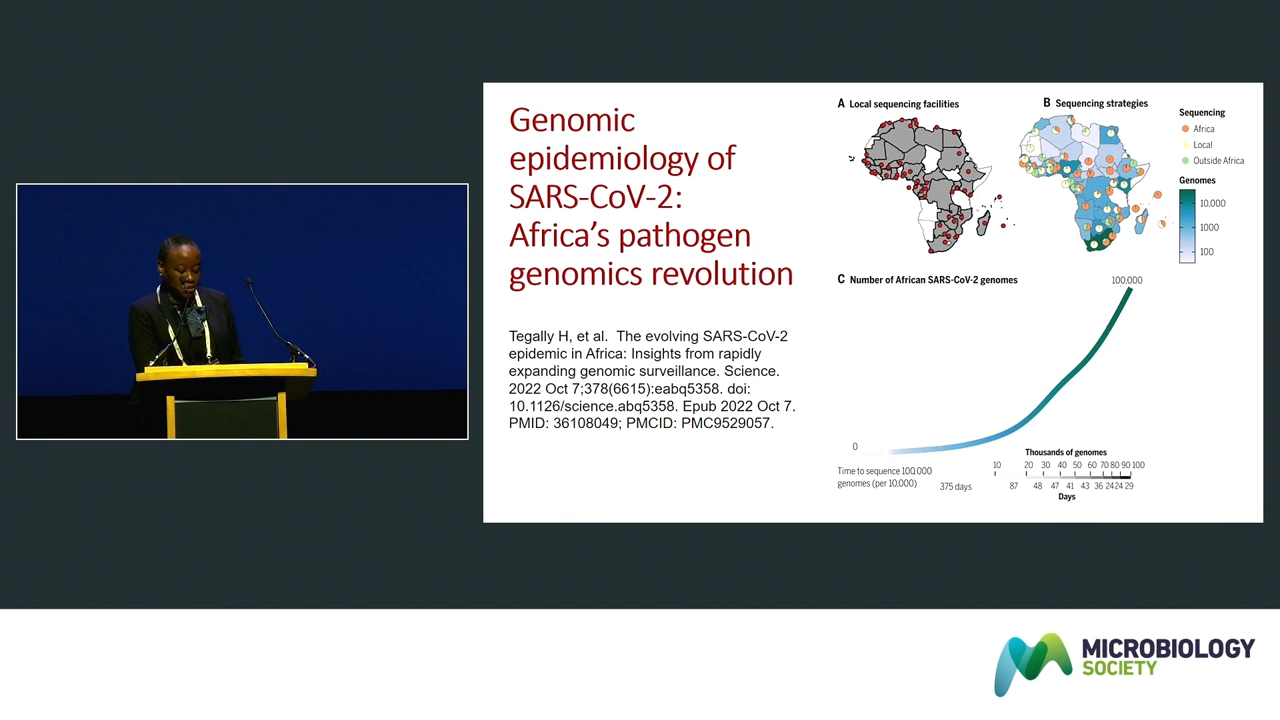 Genomic
epidemiology of
SARS-CoV-2:
Africa’s pathogen
genomics revolution
Tegally H, et al. The evolving SARS-CoV-2
epidemic in Africa: Insights from rapidly
expanding genomic surveillance. Science.
2022 Oct 7;378(6615):eabq5358. doi:
10.1126/science.abq5358. Epub 2022 Oct 7.
PMID: 36108049; PMCID: PMC9529057.
A Local sequencing facilities
B Sequencing strategies
Sequencing
Africa
Local
Outside Africa
Genomes
10.000
1000
100
C Number of African SARS-CoV-2 genomes
100.000
0
Thousands of genomes
10 20 30 40 50 60 70 80 90 100
Time to sequence 100.000
genomes (per 10.000)
375 days 87 48 47 41 43 36 24 24 29
Days
MICROBIOLOGY
SOCIETY